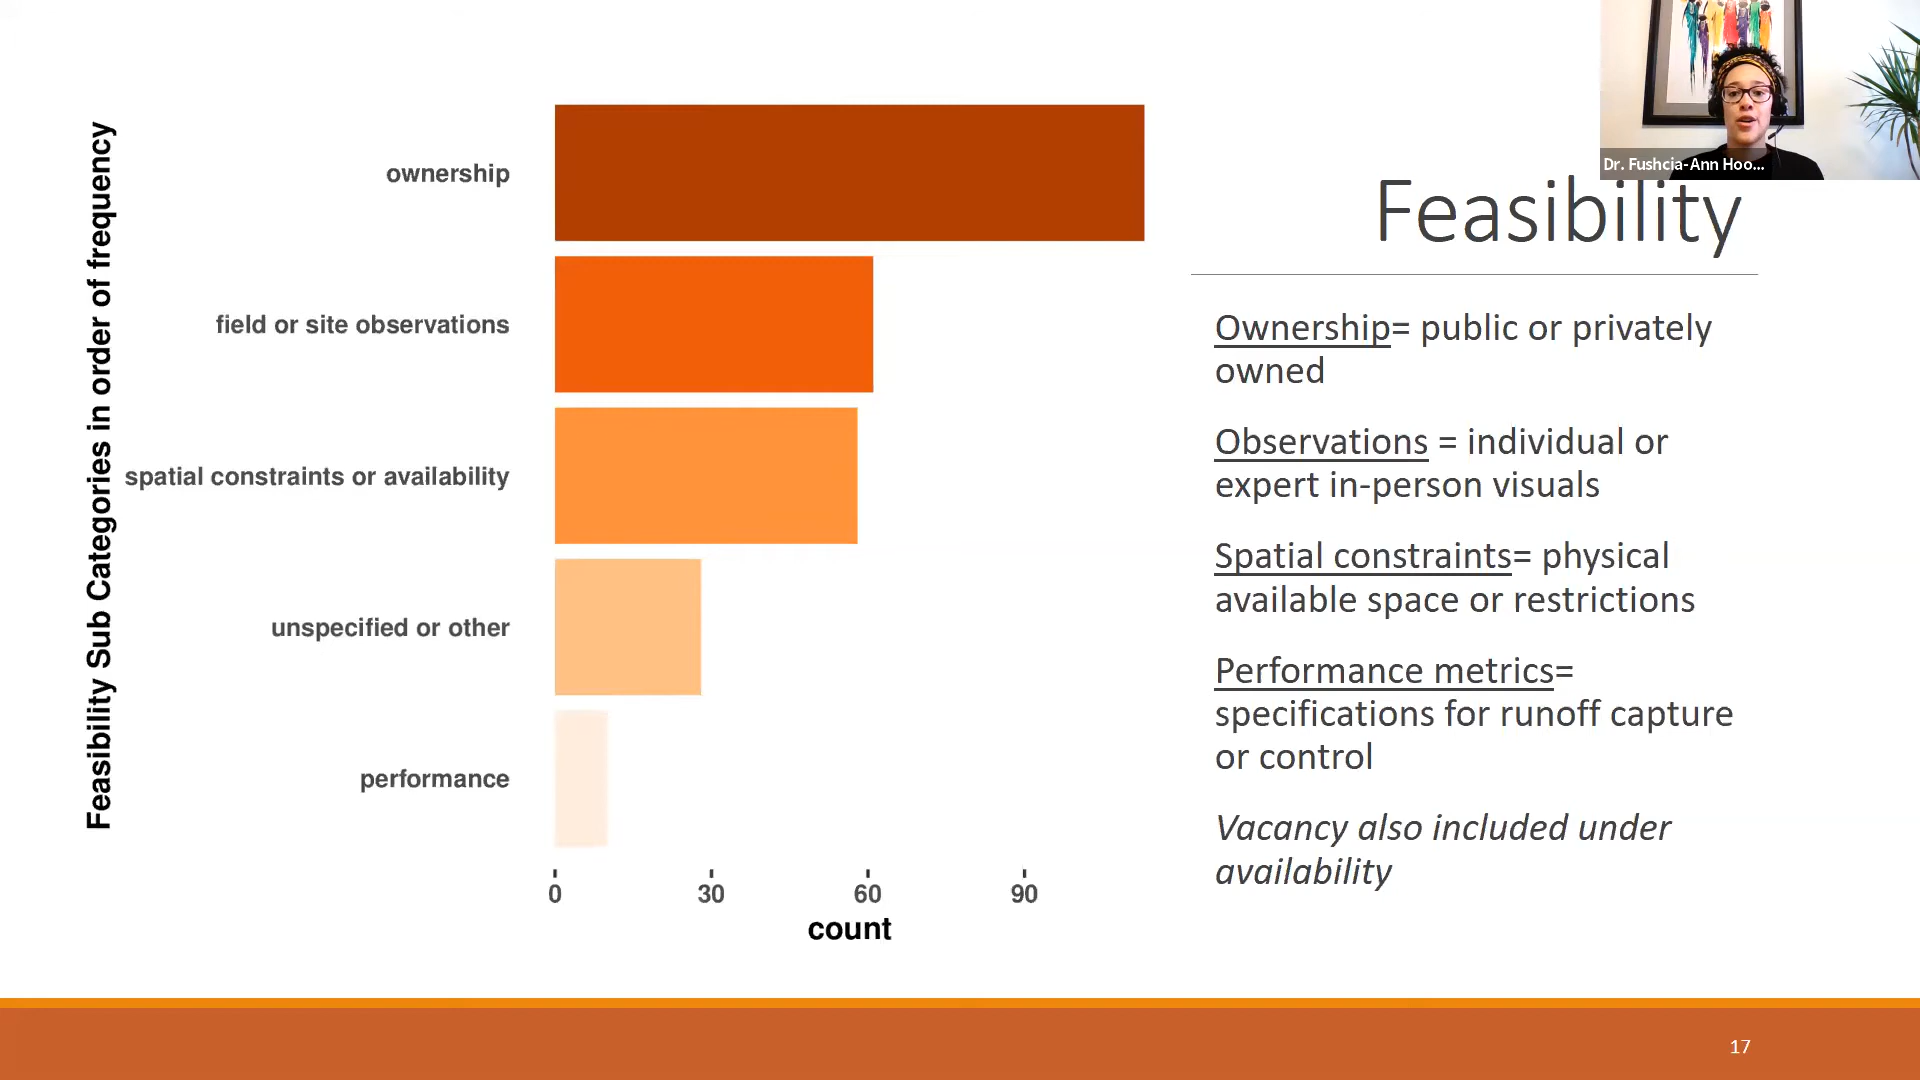 Dr. Fushcia-Ann Hoo...
Feasibility
Feasibility Sub Categories in order of frequency
ownership
field or site observations
spatial constraints or availability
unspecified or other
performance
0 30 60 90
count
Ownership= public or privately
owned
Observations = individual or
expert in-person visuals
Spatial constraints= physical
available space or restrictions
Performance metrics=
specifications for runoff capture
or control
Vacancy also included under
availability
17